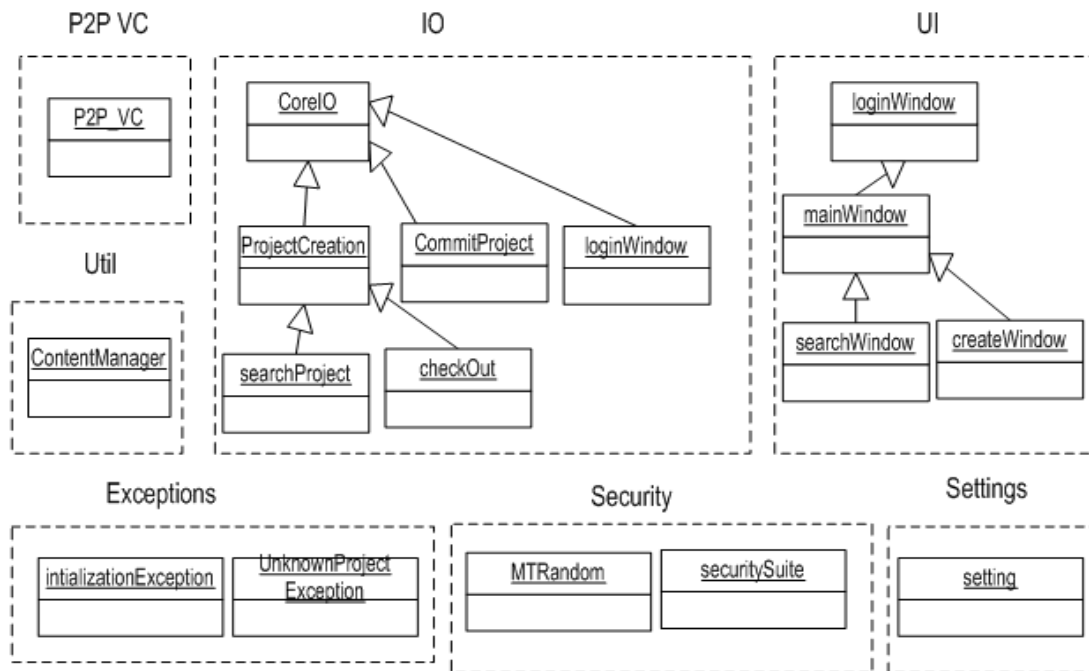 P2P VC
IO
UI
P2P_VC
CoreIO
loginWindow
mainWindow
ProjectCreation
CommitProject
loginWindow
Util
ContentManager
searchProject
checkOut
searchWindow
createWindow
Exceptions
Security
Settings
intializationException
UnknownProject
Exception
MTRandom
securitySuite
setting